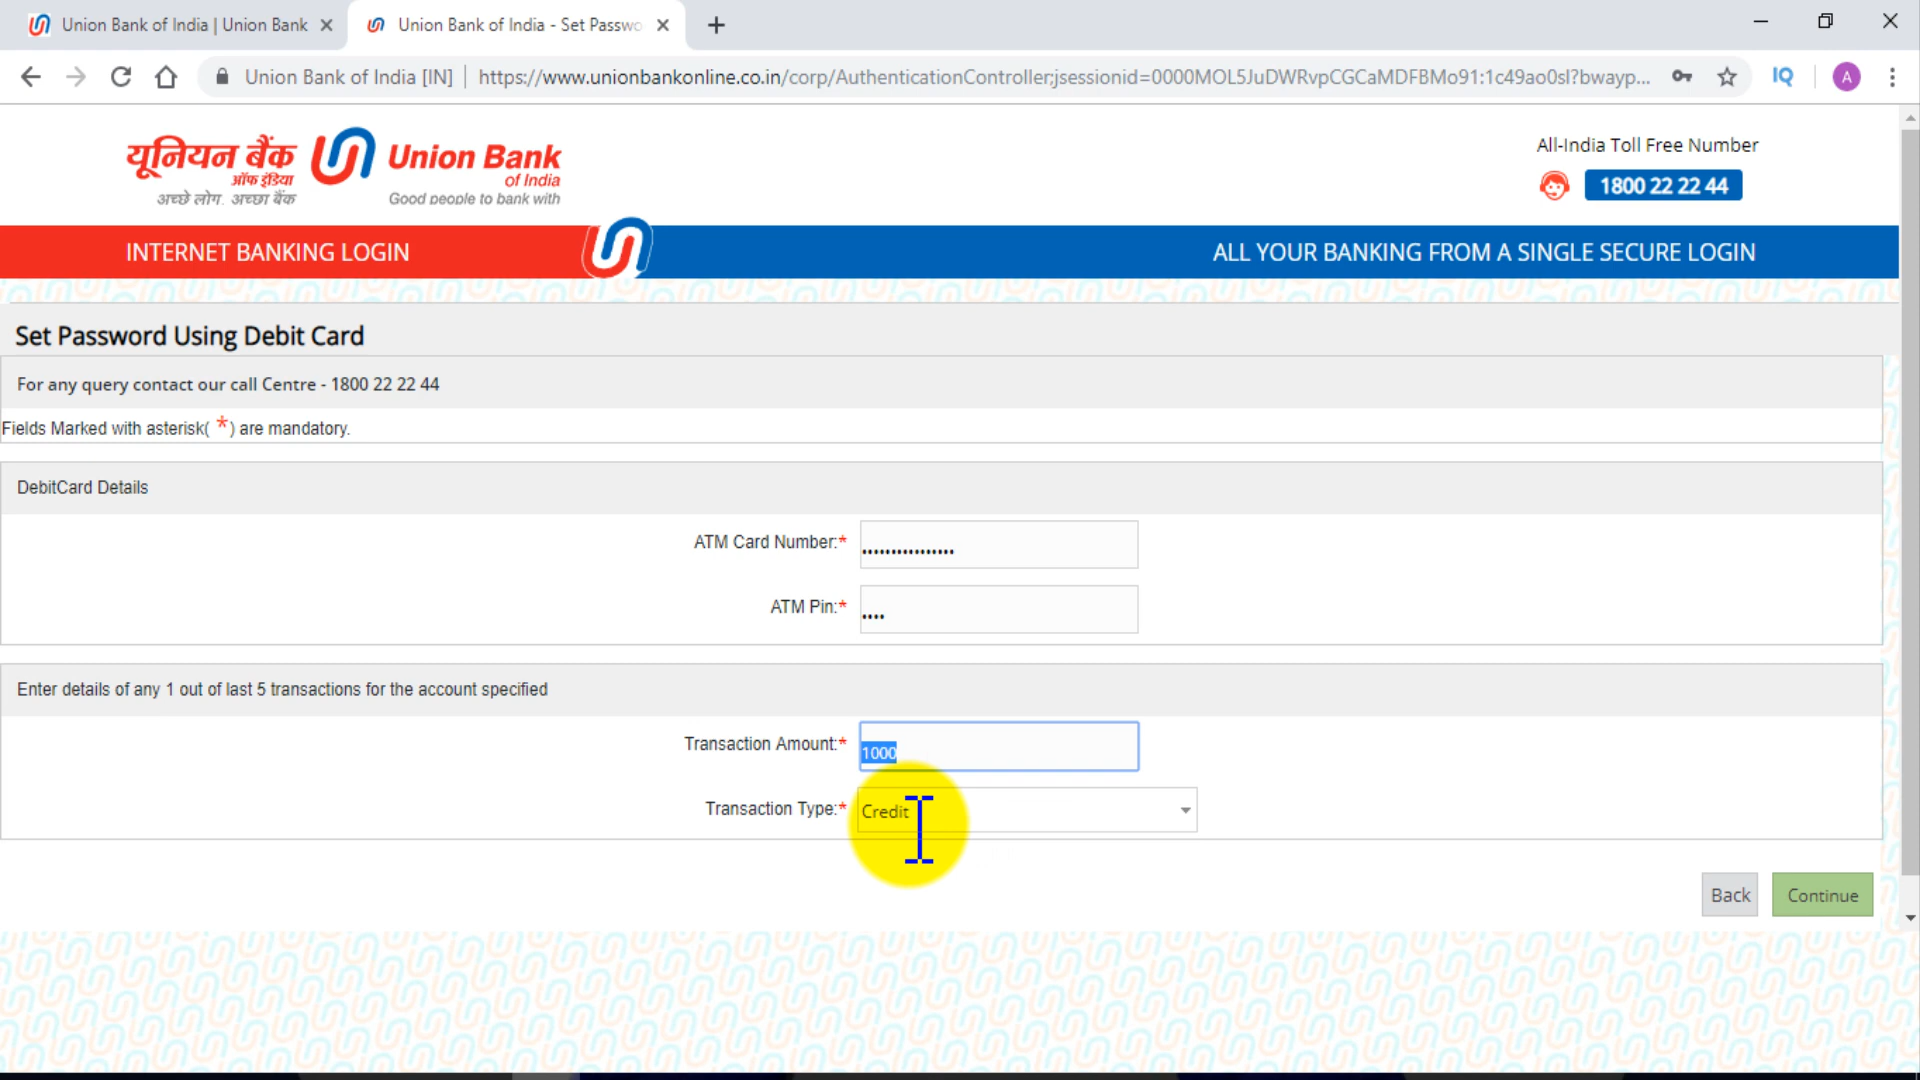 Union Bank of India | Union Bank
Union Bank of India - Set Passwo
Union Bank of India [IN]
https://www.unionbankonline.co.in/corp/AuthenticationController;jsessionid=0000MOL5JuDWRvpCGCaMDFBMo91:1c49ao0sl?bwayp...
IQ
A
यूनियन बैंक
ऑफ इंडिया
अच्छे लोग, अच्छा बैंक
Union Bank
of India
Good people to bank with
All-India Toll Free Number
1800 22 22 44
INTERNET BANKING LOGIN
ALL YOUR BANKING FROM A SINGLE SECURE LOGIN
Set Password Using Debit Card
For any query contact our call Centre - 1800 22 22 44
Fields Marked with asterisk( *) are mandatory.
DebitCard Details
ATM Card Number:* ••••••••••••••••
ATM Pin:* ••••
Enter details of any 1 out of last 5 transactions for the account specified
Transaction Amount:* 1000
Transaction Type:* Credit
Back
Continue